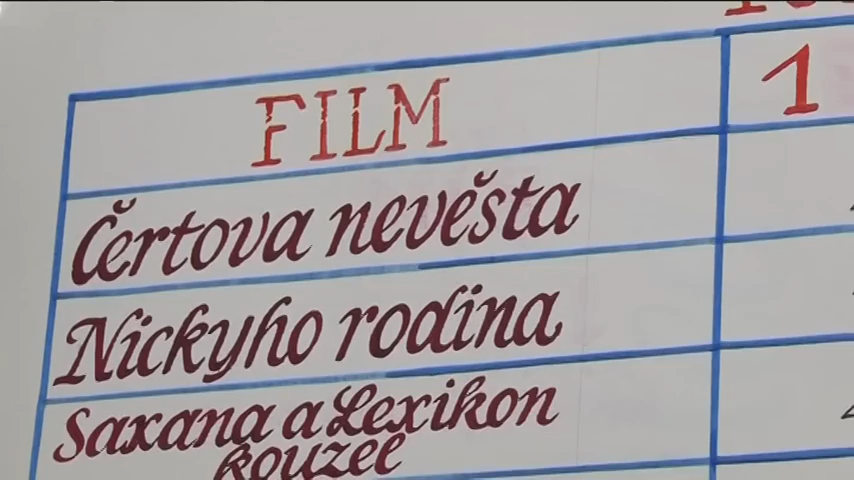 FILM 1
Čertova nevěsta
Nickyho rodina
Saxana a Lexikon
kouzel